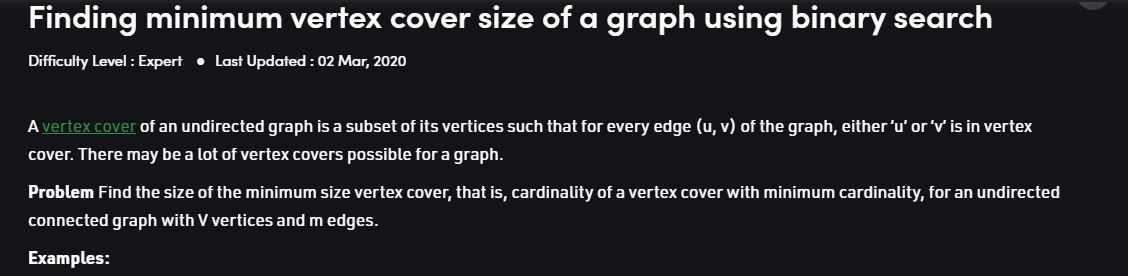 Finding minimum vertex cover size of a graph using binary search
Difficulty Level : Expert ● Last Updated : 02 Mar, 2020
A vertex cover of an undirected graph is a subset of its vertices such that for every edge (u, v) of the graph, either ‘u’ or ‘v’ is in vertex
cover. There may be a lot of vertex covers possible for a graph.
Problem Find the size of the minimum size vertex cover, that is, cardinality of a vertex cover with minimum cardinality, for an undirected
connected graph with V vertices and m edges.
Examples: